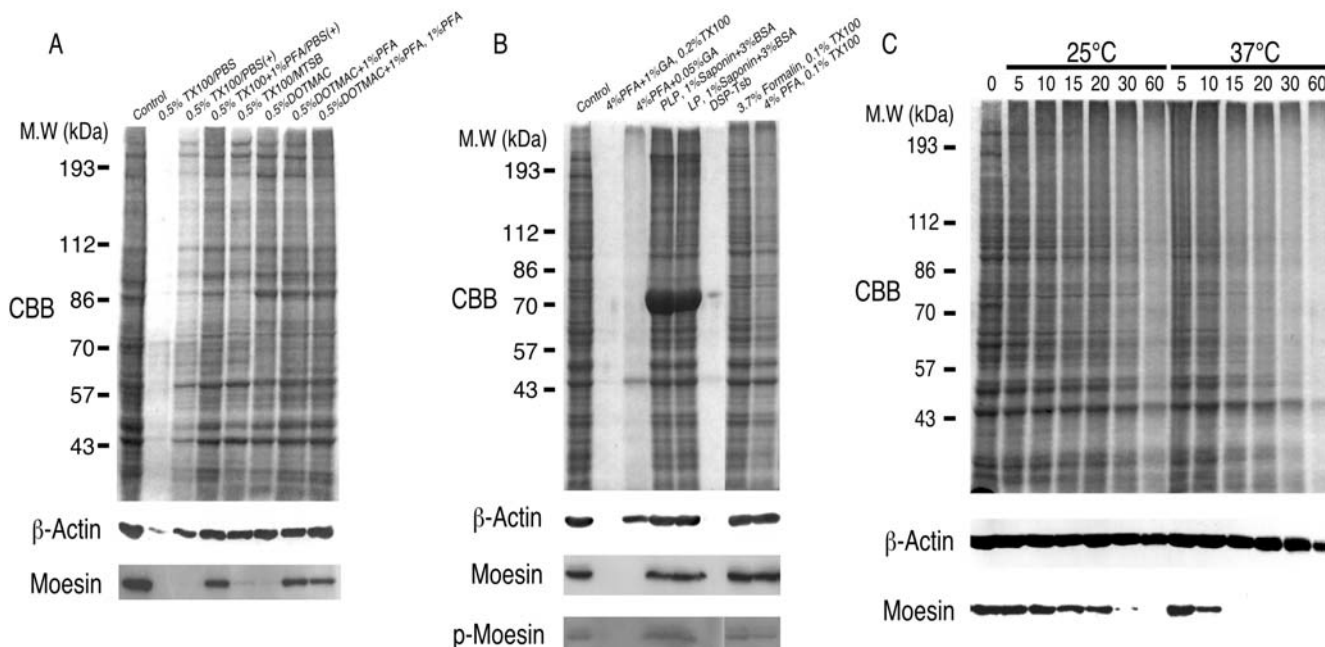 A
Control
0.5% TX100/PBS
0.5% TX100/PBS(+)
0.5% TX100+1%PFA/PBS(+)
0.5% TX100/MTSB
0.5%DOTMAC
0.5%DOTMAC+1%PFA
0.5%DOTMAC+1%PFA, 1%PFA
M.W (kDa)
193
112
CBB
86
70
57
43
β-Actin
Moesin
B
Control
4%PFA+1%GA, 0.2%TX100
4%PFA+0.05%GA
PLP, 1%Saponin+3%BSA
LP, 1%Saponin+3%BSA
DSP-Tsb
3.7% Formalin, 0.1% TX100
4% PFA, 0.1% TX100
M.W (kDa)
193
112
86
CBB
70
57
43
β-Actin
Moesin
p-Moesin
C
25°C 37°C
0 5 10 15 20 30 60 5 10 15 20 30 60
M.W (kDa)
193
112
86
CBB
70
57
43
β-Actin
Moesin